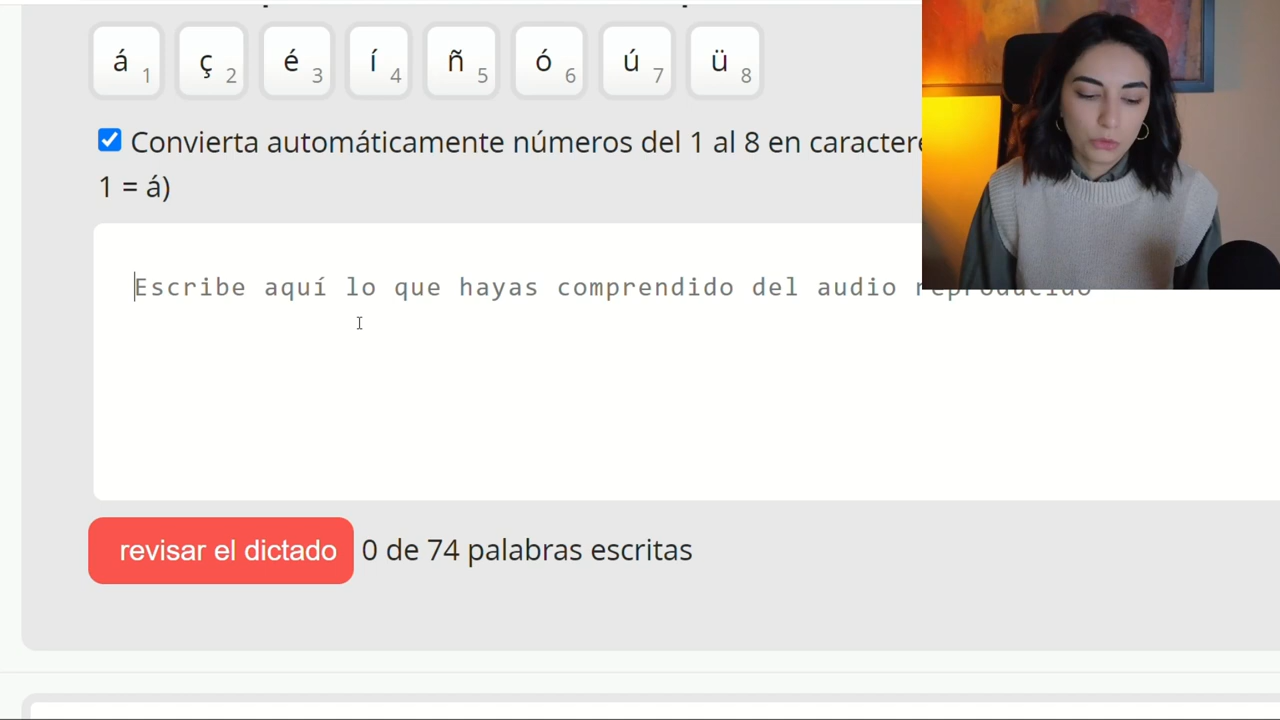 á 1 ç 2 é 3 í 4 ñ 5 ó 6 ú 7 ü 8
Convierta automáticamente números del 1 al 8 en
1 = á)
Escribe aquí lo que hayas comprendido del audio
revisar el dictado 0 de 74 palabras escritas